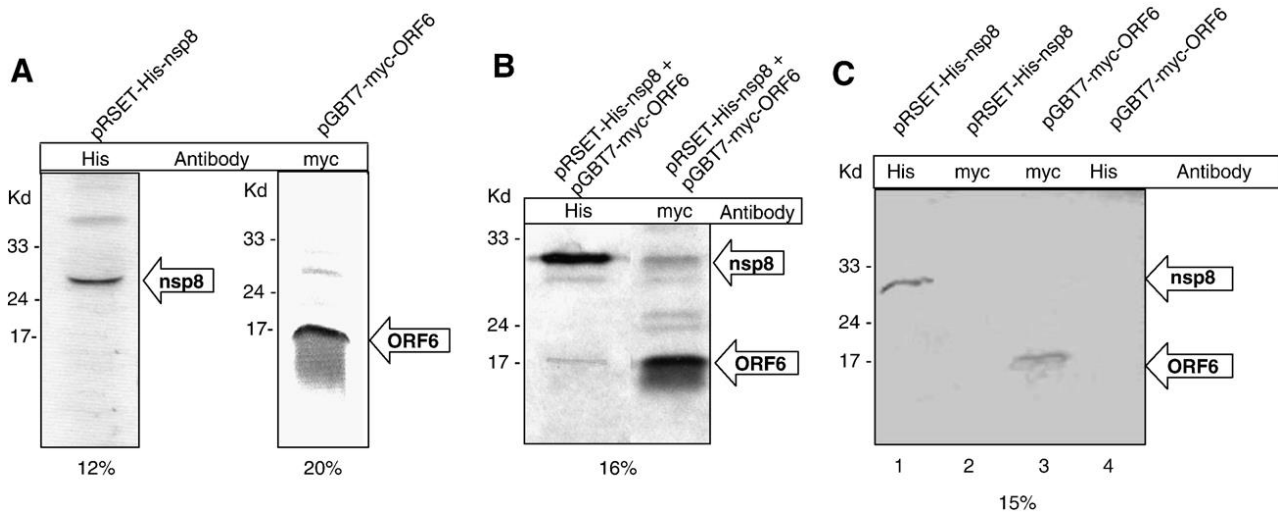 A
pRSET-His-nsp8
pGBT7-myc-ORF6
His Antibody myc
Kd
33 -
24 -
17-
nsp8
Kd
33 -
24 -
17-
ORF6
12%
20%
B
pRSET-His-nsp8 +
pGBT7-myc-ORF6
pRSET-His-nsp8 +
pGBT7-myc-ORF6
Kd
His myc Antibody
33 -
24 -
17 -
nsp8
ORF6
16%
C
pRSET-His-nsp8
pRSET-His-nsp8
pGBT7-myc-ORF6
pGBT7-myc-ORF6
Kd
His myc myc His Antibody
33 -
24 -
17 -
nsp8
ORF6
1 2 3 4
15%